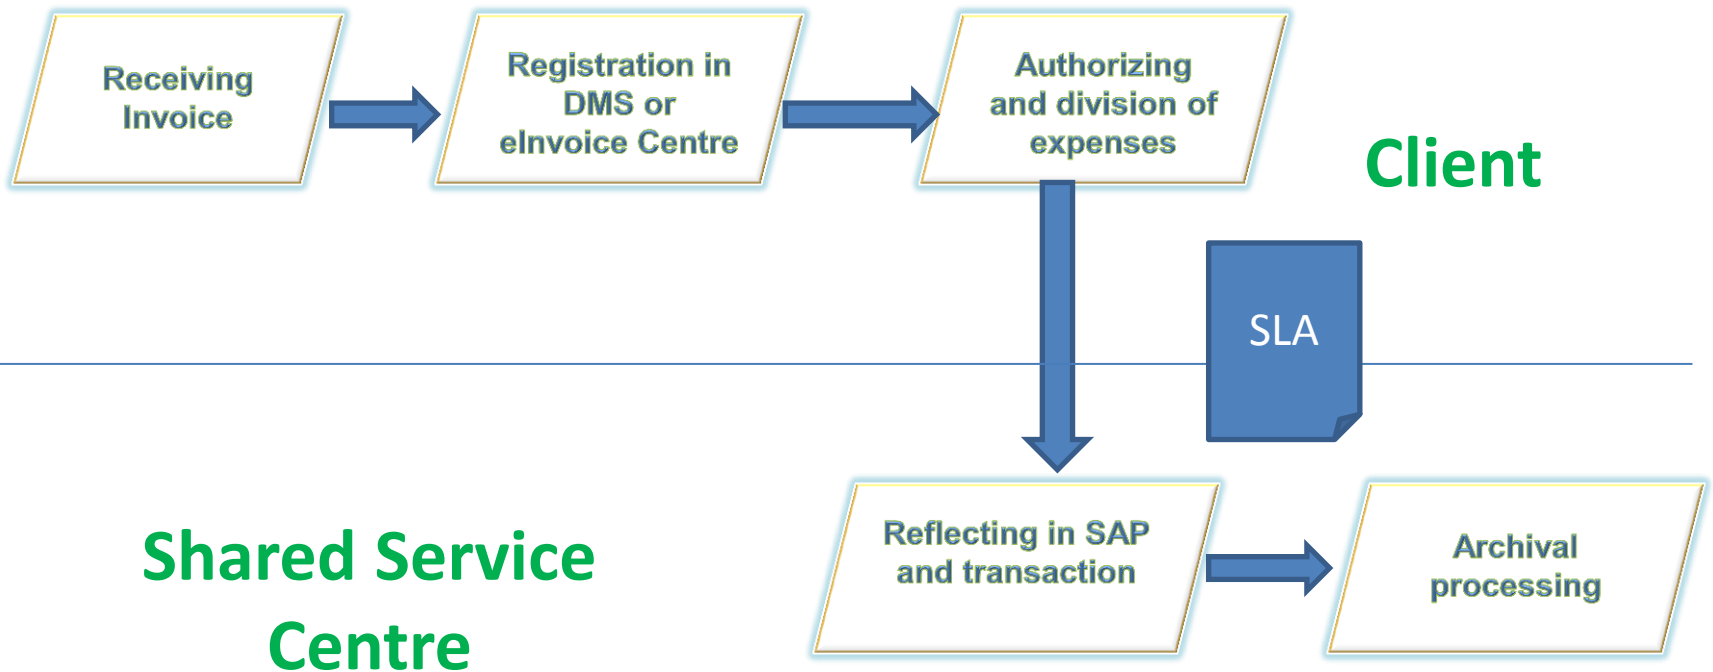 Receiving
Invoice
Registration in
DMS or
eInvoice Centre
Authorizing
and division of
expenses
Client
SLA
Shared Service
Centre
Reflecting in SAP
and transaction
Archival
processing